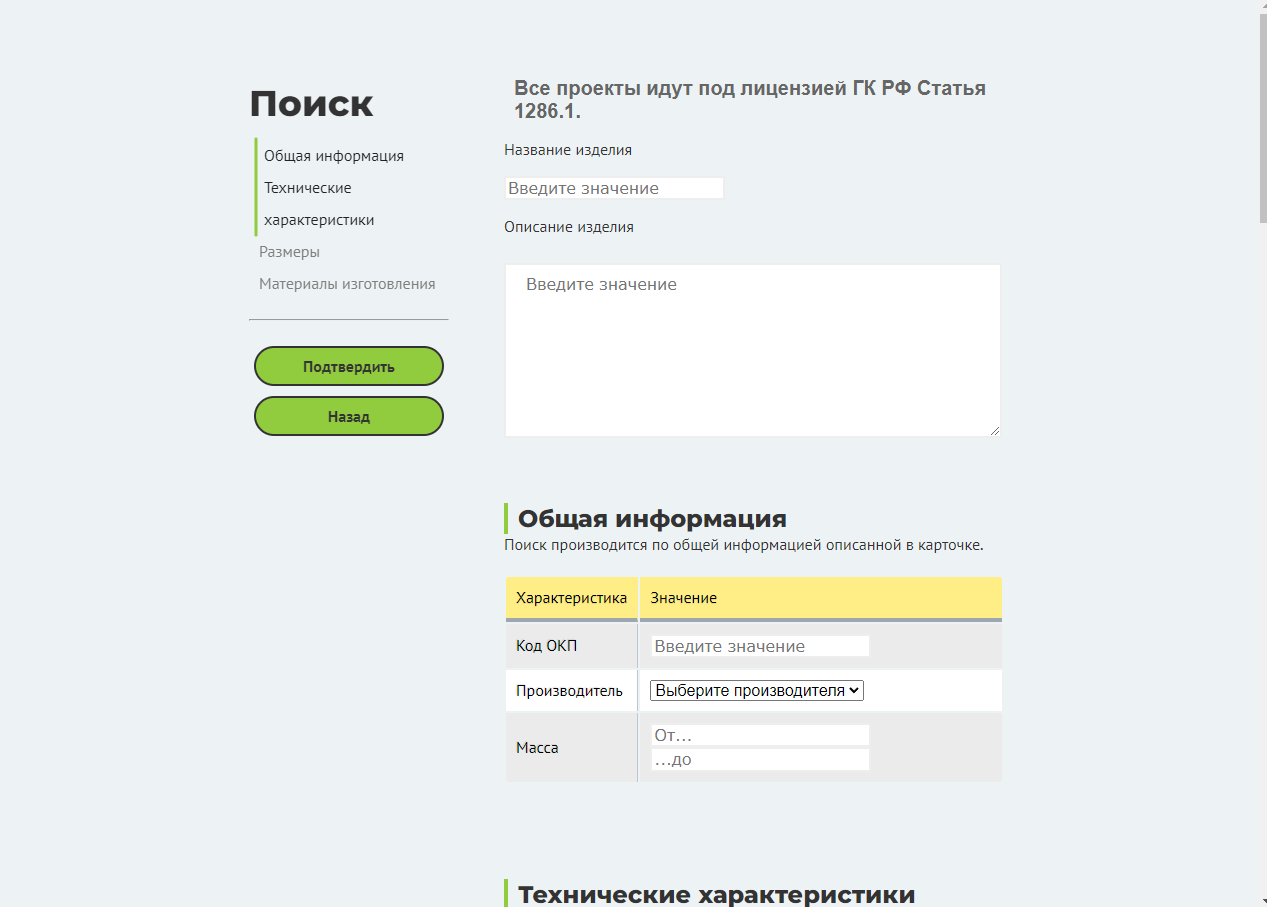 Поиск
Общая информация
Технические
характеристики
Размеры
Материалы изготовления
Подтвердить
Назад
Все проекты идут под лицензией ГК РФ Статья
1286.1.
Название изделия
Введите значение
Описание изделия
Введите значение
Общая информация
Поиск производится по общей информацией описанной в карточке.
Характеристика Значение
Код ОКП Введите значение
Производитель Выберите производителя
Масса От...
...до
Технические характеристики